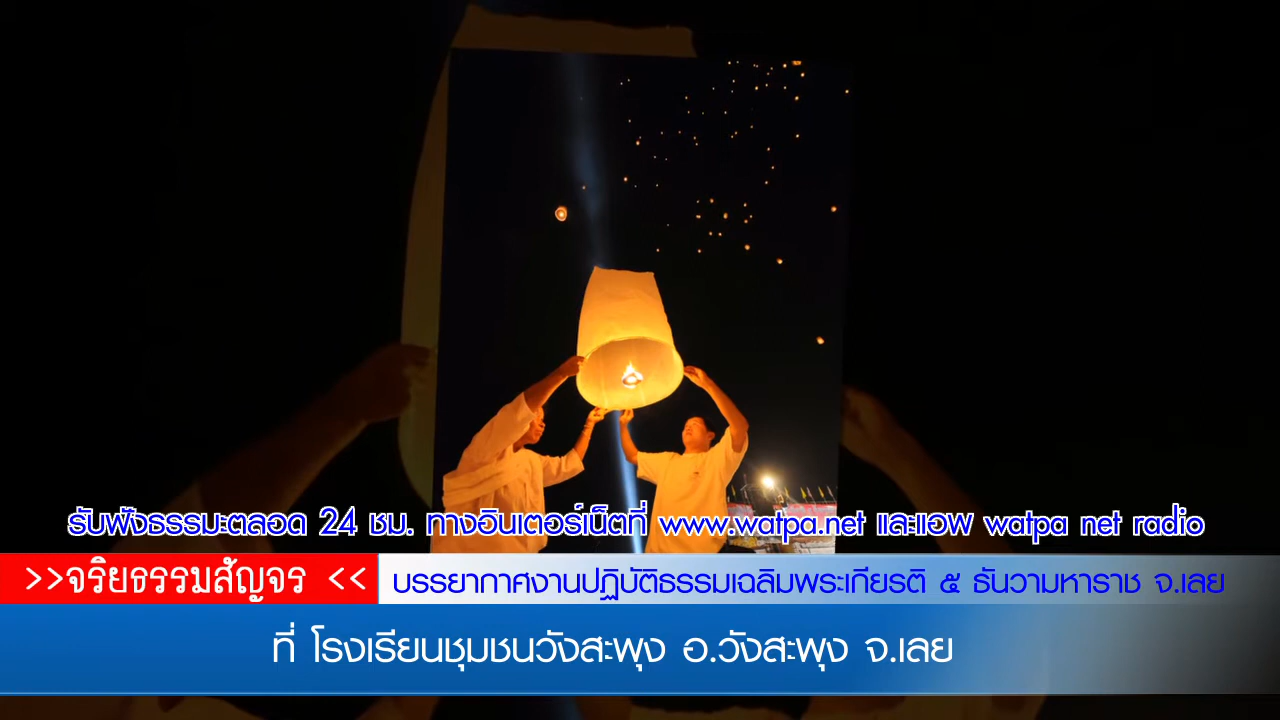 รับฟังธรรมะตลอด 24 ชม. ทางอินเตอร์เน็ตที่ www.watpa.net และแอพ watpa net radio
>>จริยธรรมสัญจร << บรรยากาศงานปฏิบัติธรรมเฉลิมพระเกียรติ ๕ ธันวามหาราช จ.เลย
ที่ โรงเรียนชุมชนวังสะพุง อ.วังสะพุง จ.เลย